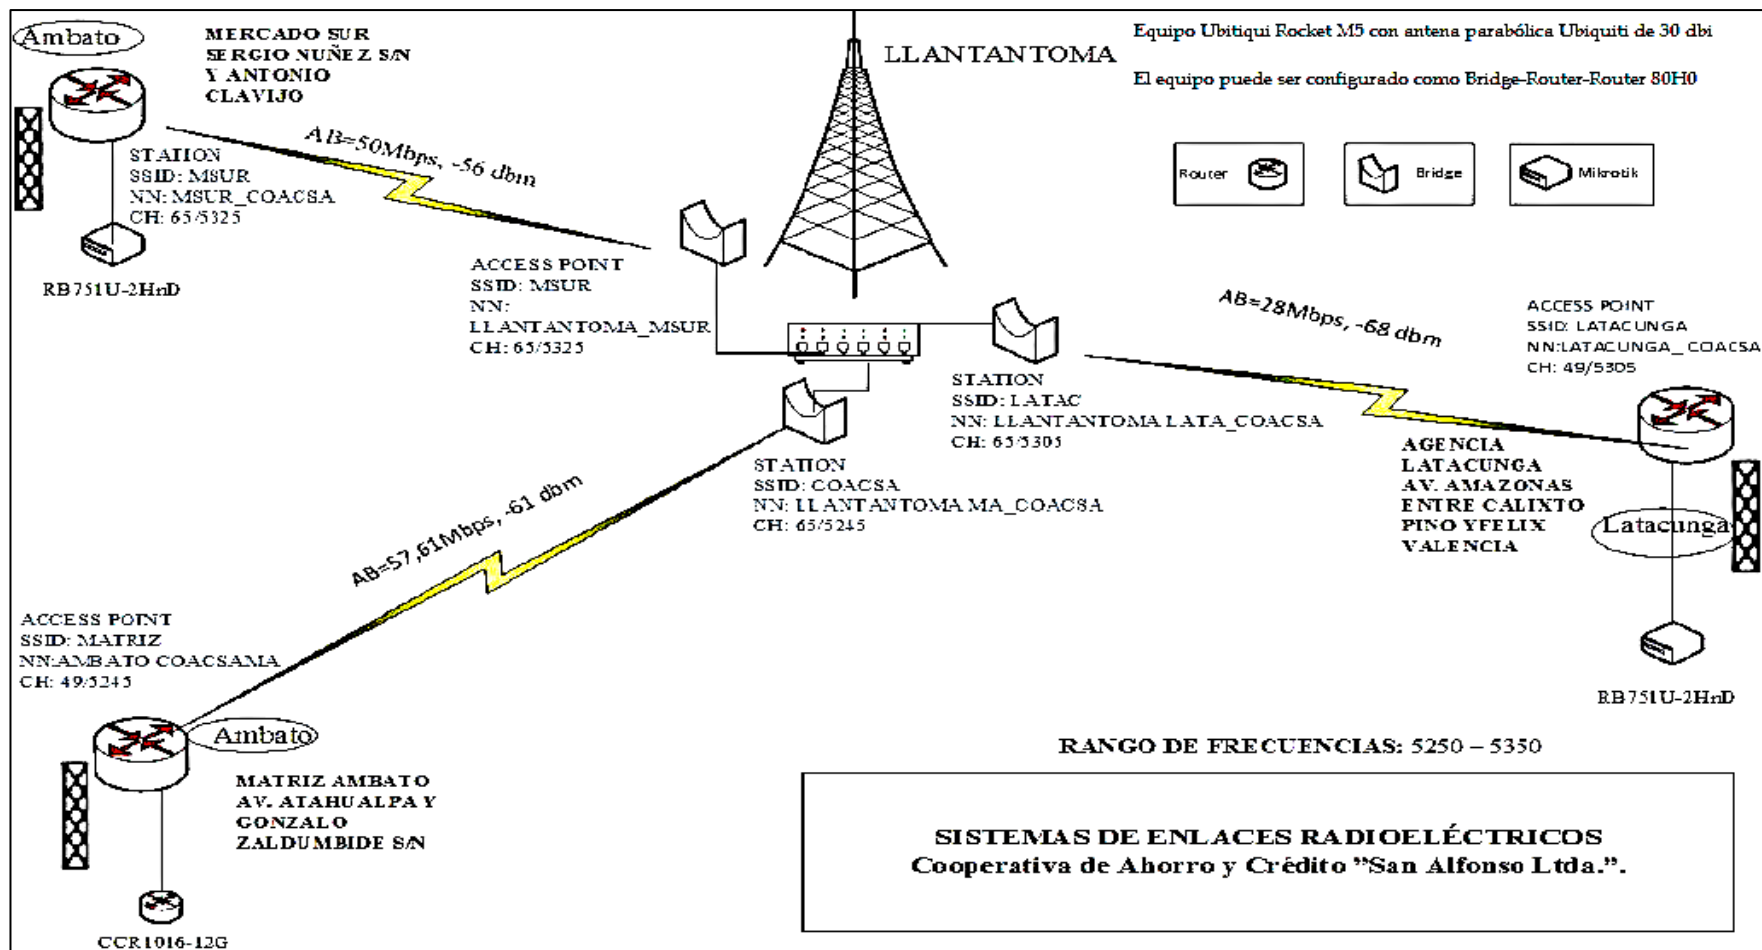 Ambato
MERCADO SUR
SERGIO NUÑEZ S/N
Y ANTONIO
CLAVIJO
LLANTANTOMA
Equipo Ubitiqui Rocket M5 con antena parabólica Ubiquiti de 30 dbi
El equipo puede ser configurado como Bridge-Router-Router 80H0
Router
Bridge
Mikrotik
AB=50Mbps, -56 dbm
STATION
SSID: MSUR
NN: MSUR_COACSA
CH: 65/5325
RB751U-2HnD
ACCESS POINT
SSID: MSUR
NN:
LLANTANTOMA_MSUR
CH: 65/5325
AB=28Mbps, -68 dbm
ACCESS POINT
SSID: LATACUNGA
NN:LATACUNGA_ COACSA
CH: 49/5305
STATION
SSID: LATAC
NN: LLANTANTOMA LATA_COACSA
CH: 65/5305
AGENCIA
LATACUNGA
AV. AMAZONAS
ENTRE CALIXTO
PINO YFELIX
VALENCIA
Latacunga
RB751U-2HnD
STATION
SSID: COACSA
NN: LLANTANTOMA MA_COACSA
CH: 65/5245
AB=57,61Mbps, -61 dbm
ACCESS POINT
SSID: MATRIZ
NN:AMBATO COACSAMA
CH: 49/5245
Ambato
MATRIZ AMBATO
AV. ATAHUALPA Y
GONZALO
ZALDUMBIDE S/N
CCR1016-12G
RANGO DE FRECUENCIAS: 5250 – 5350
SISTEMAS DE ENLACES RADIOELÉCTRICOS
Cooperativa de Ahorro y Crédito ”San Alfonso Ltda.”.